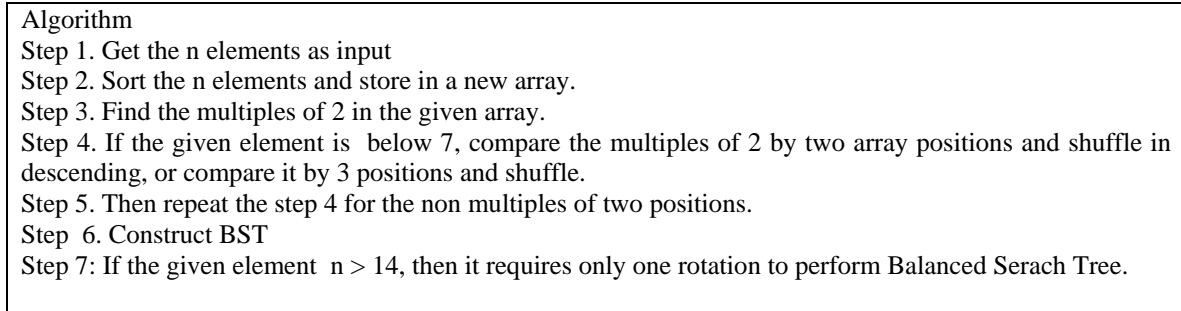 Algorithm
Step 1. Get the n elements as input
Step 2. Sort the n elements and store in a new array.
Step 3. Find the multiples of 2 in the given array.
Step 4. If the given element is below 7, compare the multiples of 2 by two array positions and shuffle in
descending, or compare it by 3 positions and shuffle.
Step 5. Then repeat the step 4 for the non multiples of two positions.
Step 6. Construct BST
Step 7: If the given element n > 14, then it requires only one rotation to perform Balanced Serach Tree.